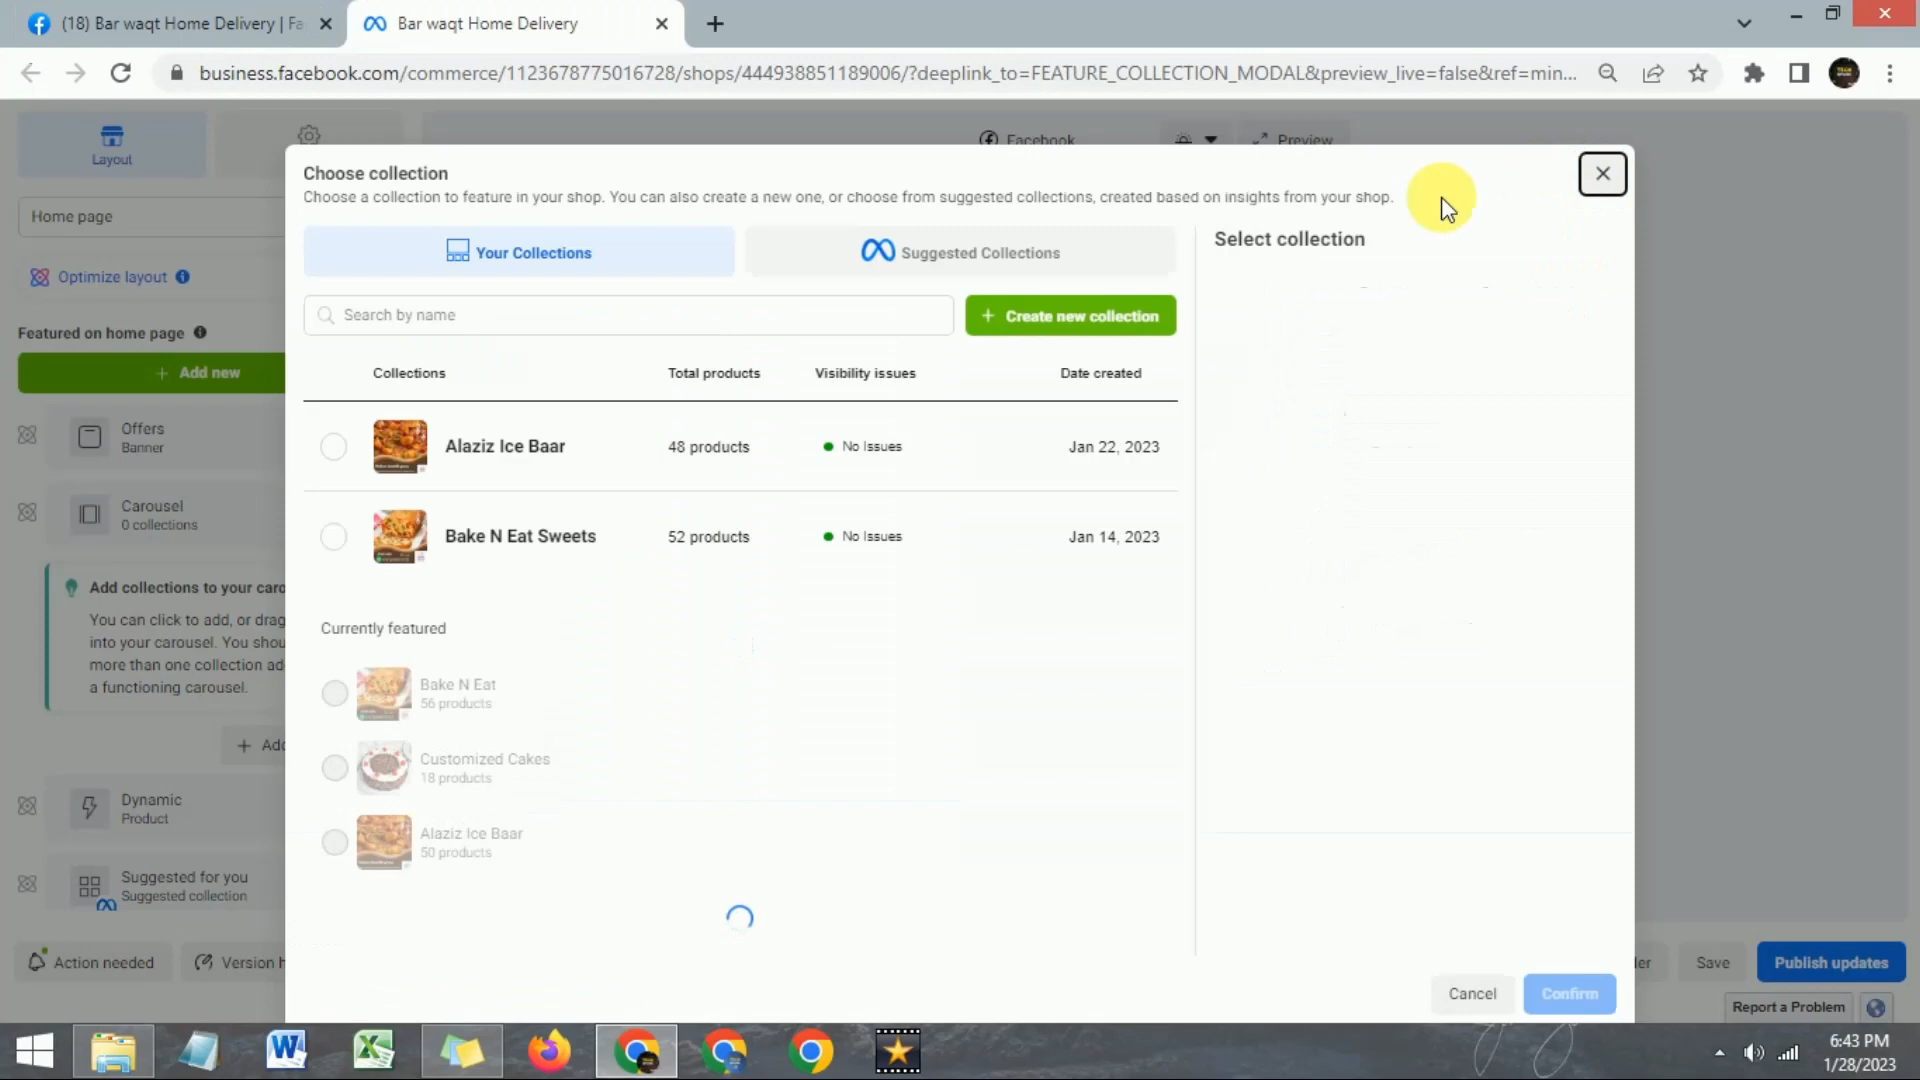 (18) Bar waqt Home Delivery | Fa
Bar waqt Home Delivery
business.facebook.com/commerce/1123678775016728/shops/444938851189006/?deeplink_to=FEATURE_COLLECTION_MODAL&preview_live=false&ref=min...
Layout
Facebook
Preview
Home page
Optimize layout
Featured on home page
+ Add new
Offers
Banner
Carousel
0 collections
Add collections to your caro
You can click to add, or drag
into your carousel. You shou
more than one collection ad
a functioning carousel.
+ Add
Dynamic
Product
Suggested for you
Suggested collection
Choose collection
Choose a collection to feature in your shop. You can also create a new one, or choose from suggested collections, created based on insights from your shop.
Your Collections
Suggested Collections
Select collection
Search by name
+ Create new collection
Collections Total products Visibility issues Date created
Alaziz Ice Baar 48 products No Issues Jan 22, 2023
Bake N Eat Sweets 52 products No Issues Jan 14, 2023
Currently featured
Bake N Eat
56 products
Customized Cakes
18 products
Alaziz Ice Baar
50 products
Cancel
Confirm
Action needed
Version h
er
Save
Publish updates
Report a Problem
6:43 PM
1/28/2023